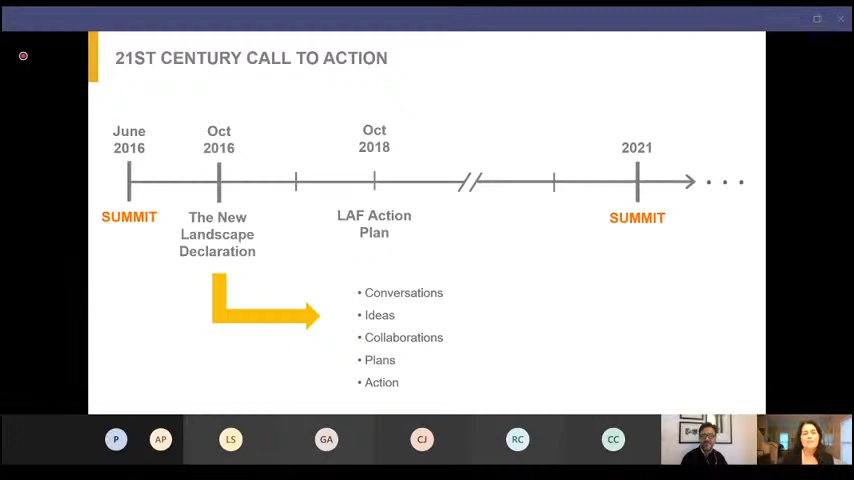 21ST CENTURY CALL TO ACTION
June
2016
Oct
2016
Oct
2018
2021
SUMMIT
The New
Landscape
Declaration
LAF Action
Plan
SUMMIT
• Conversations
• Ideas
• Collaborations
• Plans
• Action
P
AP
LS
GA
CJ
RC
CC